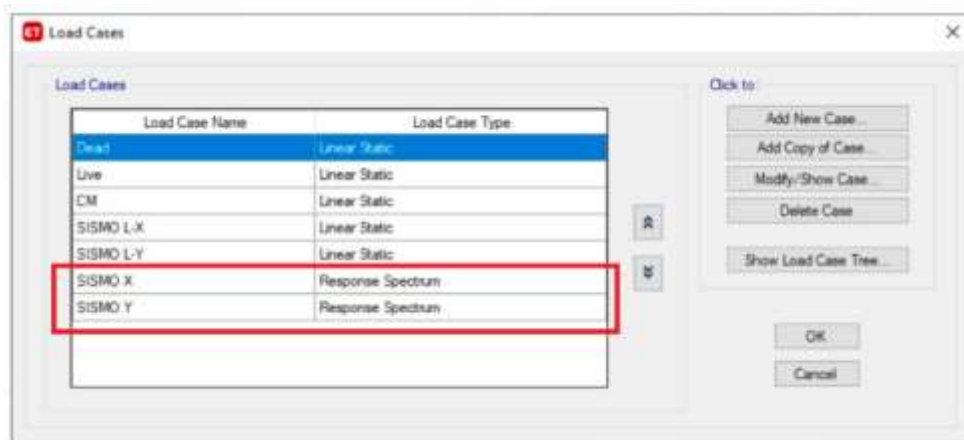 ET Load Cases
Load Cases
Load Case Name Load Case Type
Dead Linear Static
Live Linear Static
CM Linear Static
SISMO L-X Linear Static
SISMO L-Y Linear Static
SISMO X Response Spectrum
SISMO Y Response Spectrum
Click to:
Add New Case...
Add Copy of Case...
Modify/Show Case...
Delete Case
Show Load Case Tree...
OK
Cancel